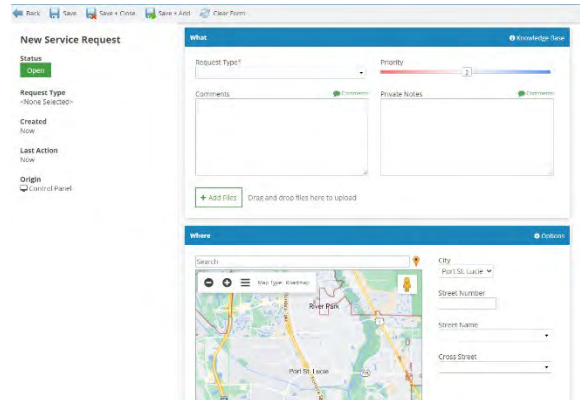 Back Save Save + Close Save + Add Clear Form
New Service Request
Status
Open
Request Type
<None Selected>
Created
Now
Last Action
Now
Origin
Control Panel
What Knowledge Base
Request Type* Priority
2
Comments Comments Private Notes Comments
+ Add Files Drag and drop files here to upload
Where Options
Search
Map Type: Roadmap
River Park
Port St. Lucie
City
Port St. Lucie
Street Number
Street Name
Cross Street